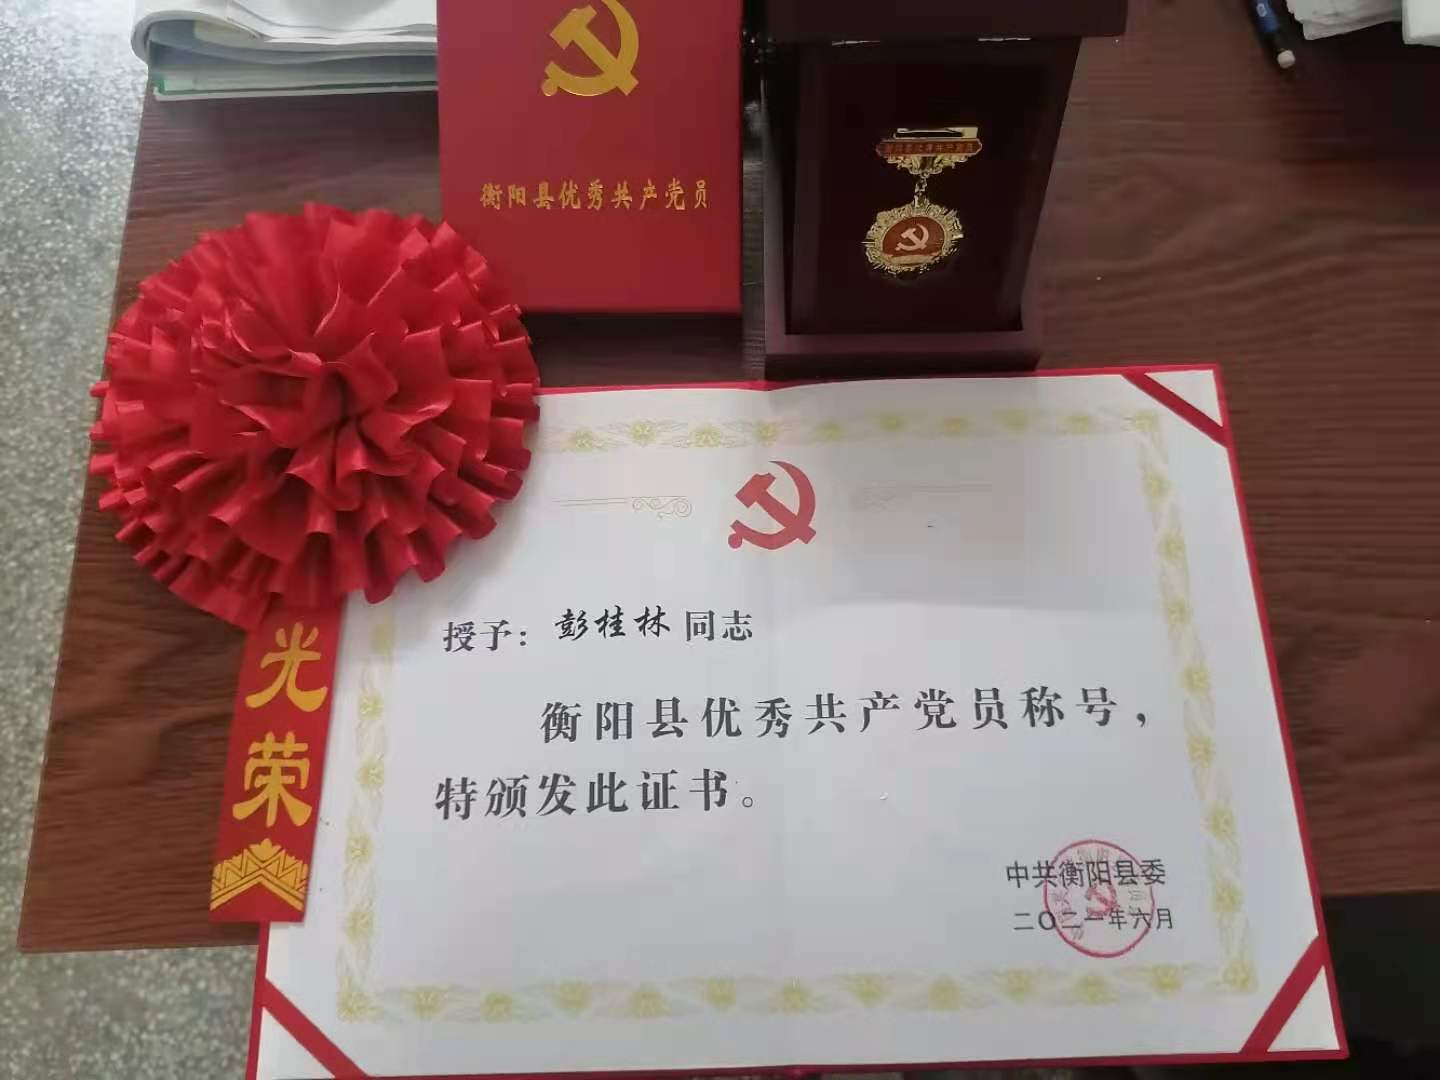 衡阳县优秀共产党员
光荣
授予：彭桂林同志
衡阳县优秀共产党员称号，
特颁发此证书。
中共衡阳县委
二〇二一年六月